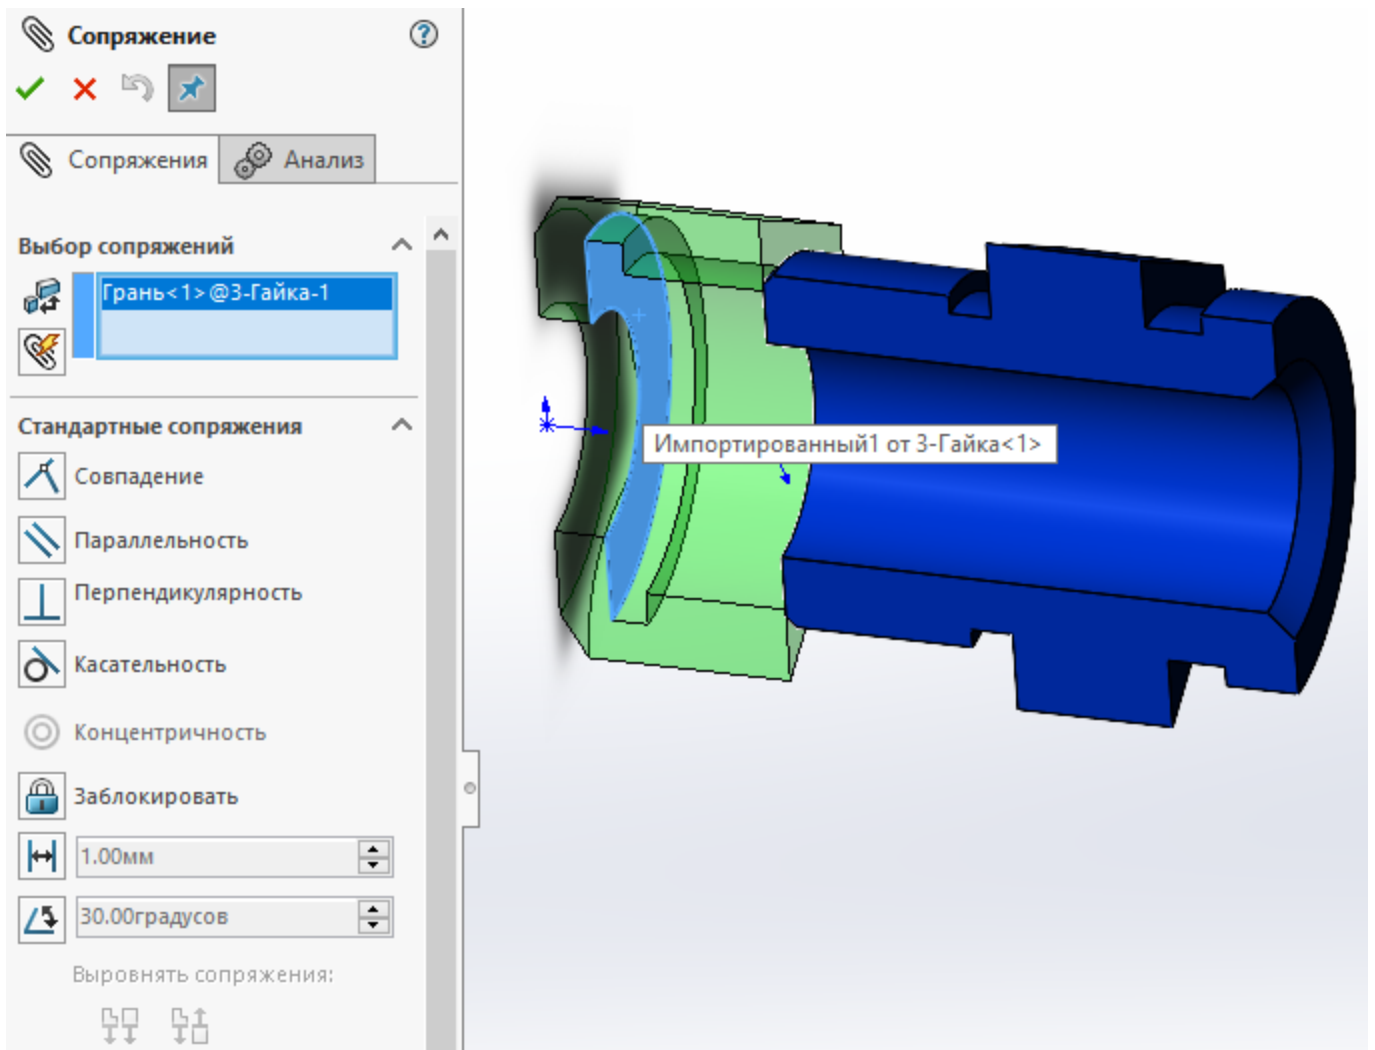 Сопряжение
Сопряжения
Анализ
Выбор сопряжений
Грань<1>@3-Гайка-1
Стандартные сопряжения
Совпадение
Параллельность
Перпендикулярность
Касательность
Концентричность
Заблокировать
1.00мм
30.00градусов
Выровнять сопряжения:
Импортированный1 от 3-Гайка<1>